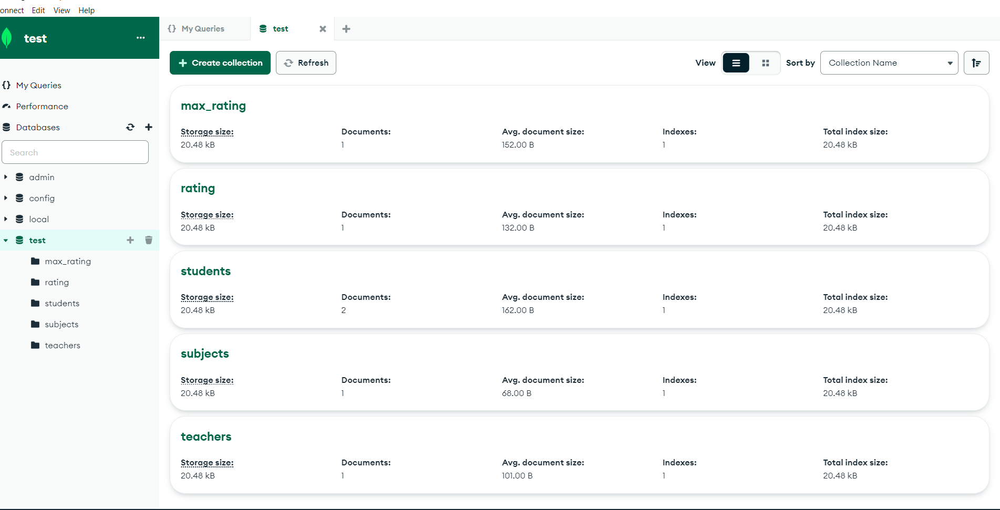 onnect Edit View Help
test
My Queries
test
Create collection
Refresh
View
Sort by
Collection Name
My Queries
Performance
Databases
Search
admin
config
local
test
max_rating
rating
students
subjects
teachers
max_rating
Storage size: Documents: Avg. document size: Indexes: Total index size:
20.48 kB 1 152.00 B 1 20.48 kB
rating
Storage size: Documents: Avg. document size: Indexes: Total index size:
20.48 kB 1 132.00 B 1 20.48 kB
students
Storage size: Documents: Avg. document size: Indexes: Total index size:
20.48 kB 2 162.00 B 1 20.48 kB
subjects
Storage size: Documents: Avg. document size: Indexes: Total index size:
20.48 kB 1 68.00 B 1 20.48 kB
teachers
Storage size: Documents: Avg. document size: Indexes: Total index size:
20.48 kB 1 101.00 B 1 20.48 kB